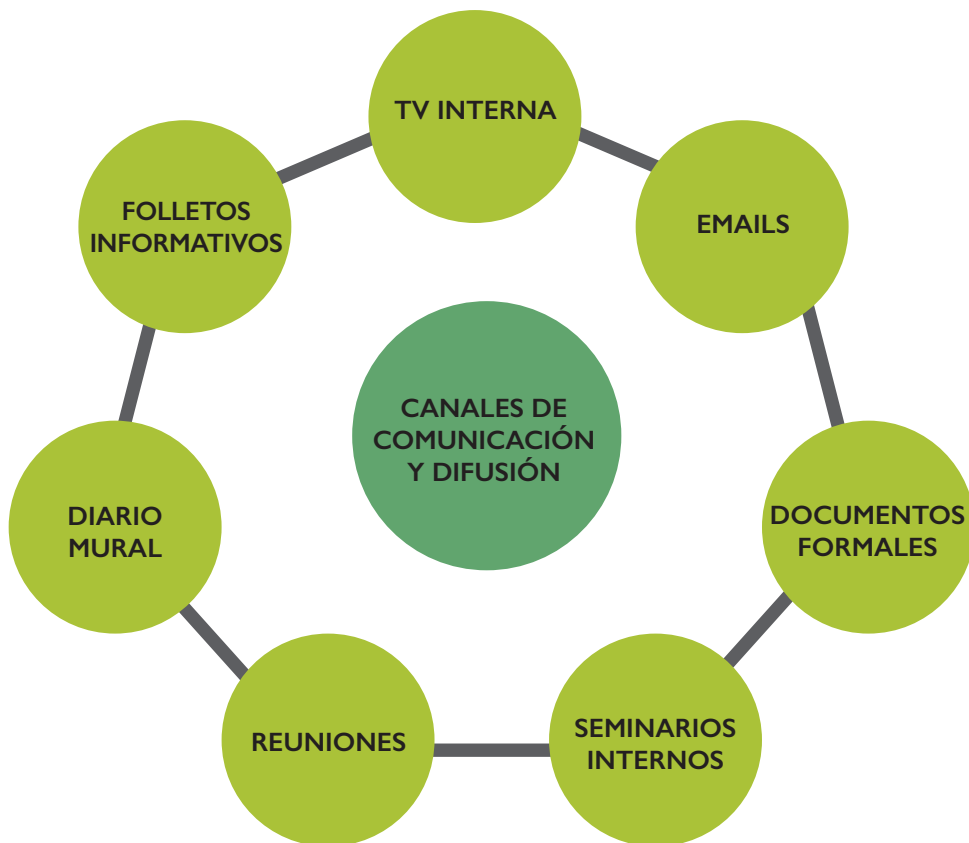 TV INTERNA
EMAILS
DOCUMENTOS
FORMALES
SEMINARIOS
INTERNOS
REUNIONES
DIARIO
MURAL
FOLLETOS
INFORMATIVOS
CANALES DE
COMUNICACIÓN
Y DIFUSIÓN